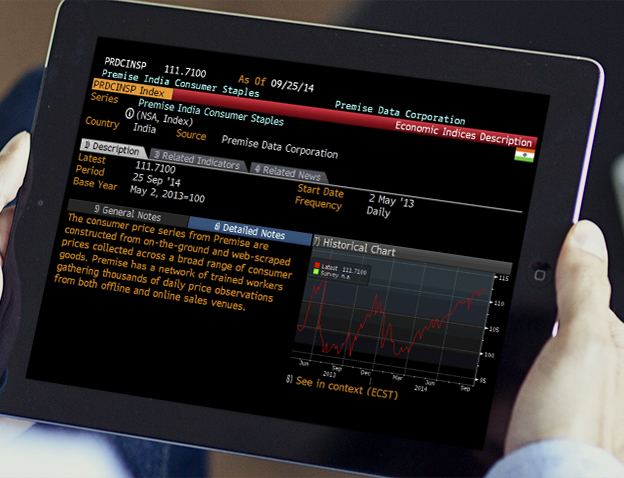 PRDCINSP 111.7100 As Of 09/25/14
Premise India Consumer Staples Premise Data Corporation
PRDCINSP Index Economic Indices Description
Series Premise India Consumer Staples
(NSA, Index)
Country India Source Premise Data Corporation
1) Description 3) Related Indicators 4) Related News
Latest 111.7100 Start Date 2 May '13
Period 25 Sep '14 Frequency Daily
Base Year May 2, 2013=100
5) General Notes 6) Detailed Notes
The consumer price series from Premise are
constructed from on-the-ground and web-scraped
prices collected across a broad range of consumer
goods. Premise has a network of trained workers
gathering thousands of daily price observations
from both offline and online sales venues.
7) Historical Chart
Latest 111.7100
Survey n.a.
115
110
105
100
95
Jun Sep Dec Mar Jun Sep
2013 2014
8) See in context (ECST)